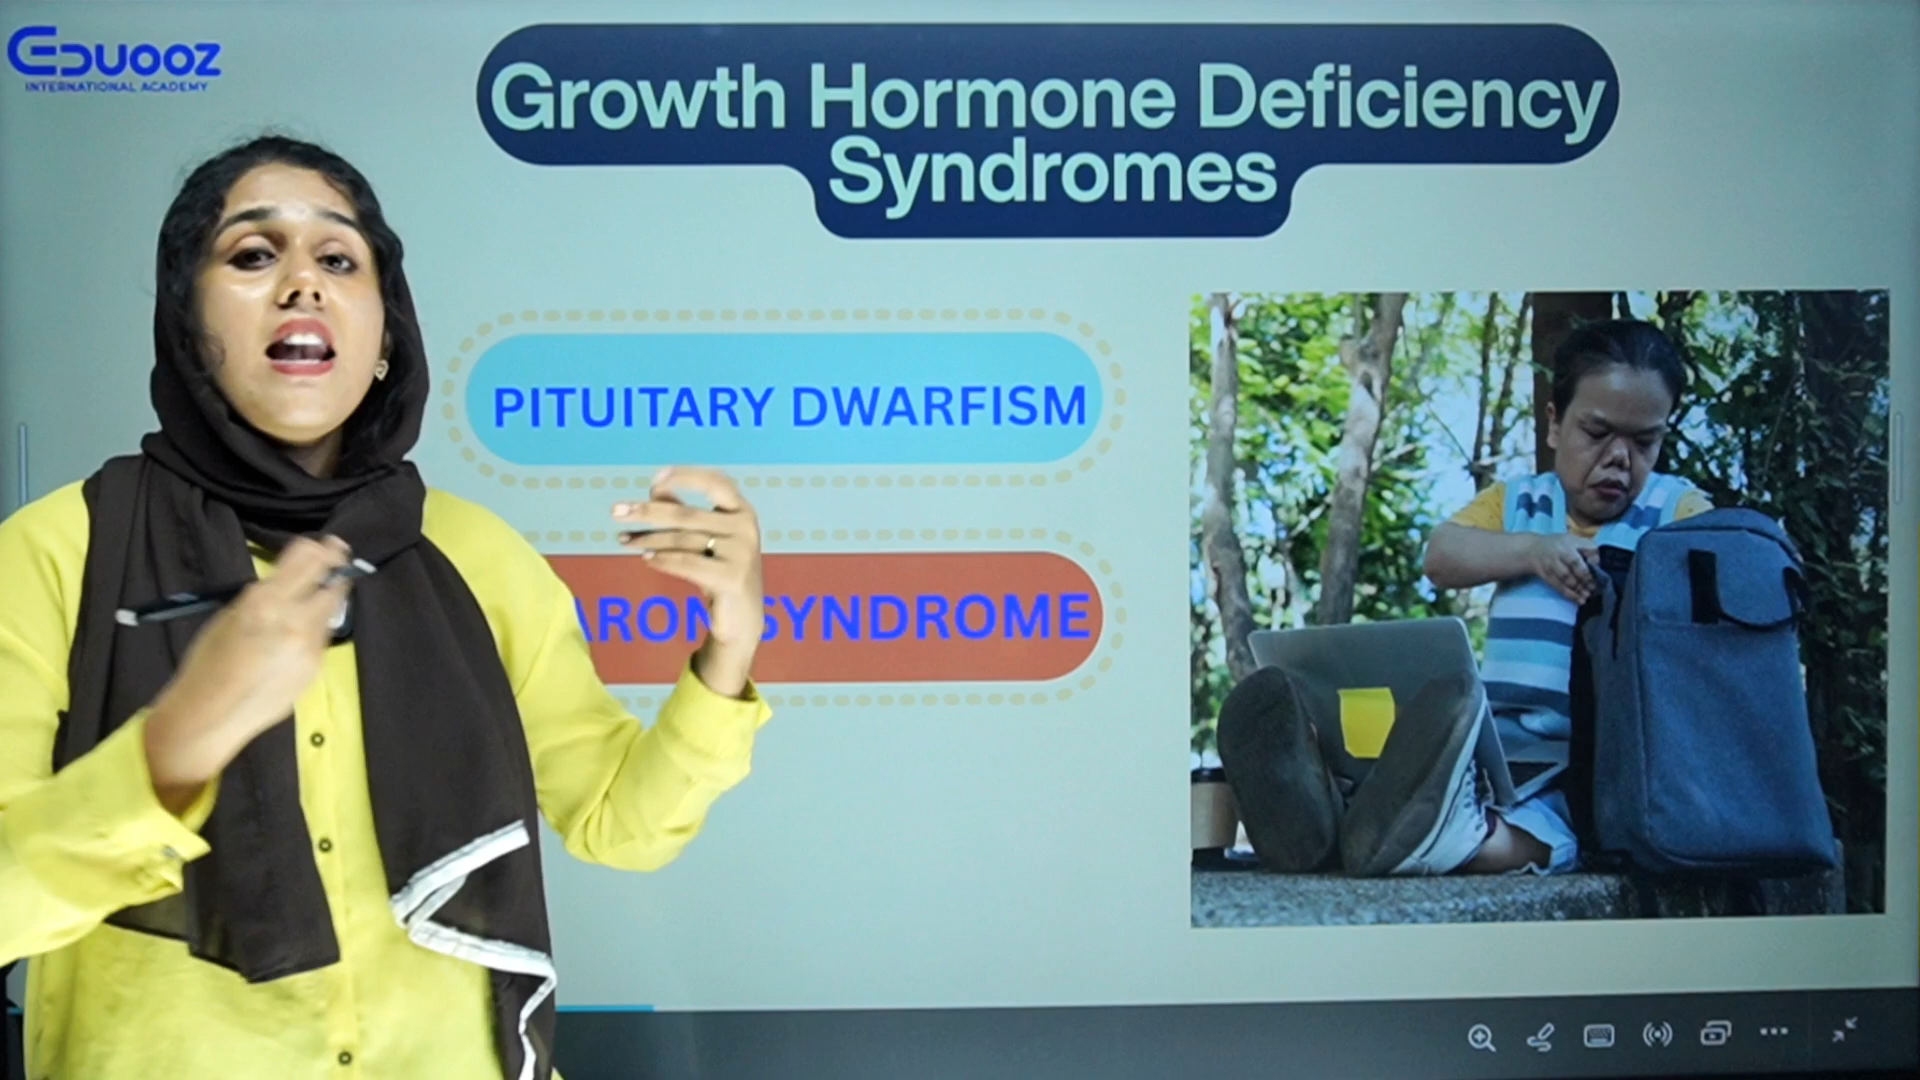 EDUOOZ
INTERNATIONAL ACADEMY
Growth Hormone Deficiency
Syndromes
PITUITARY DWARFISM
SYNDROME